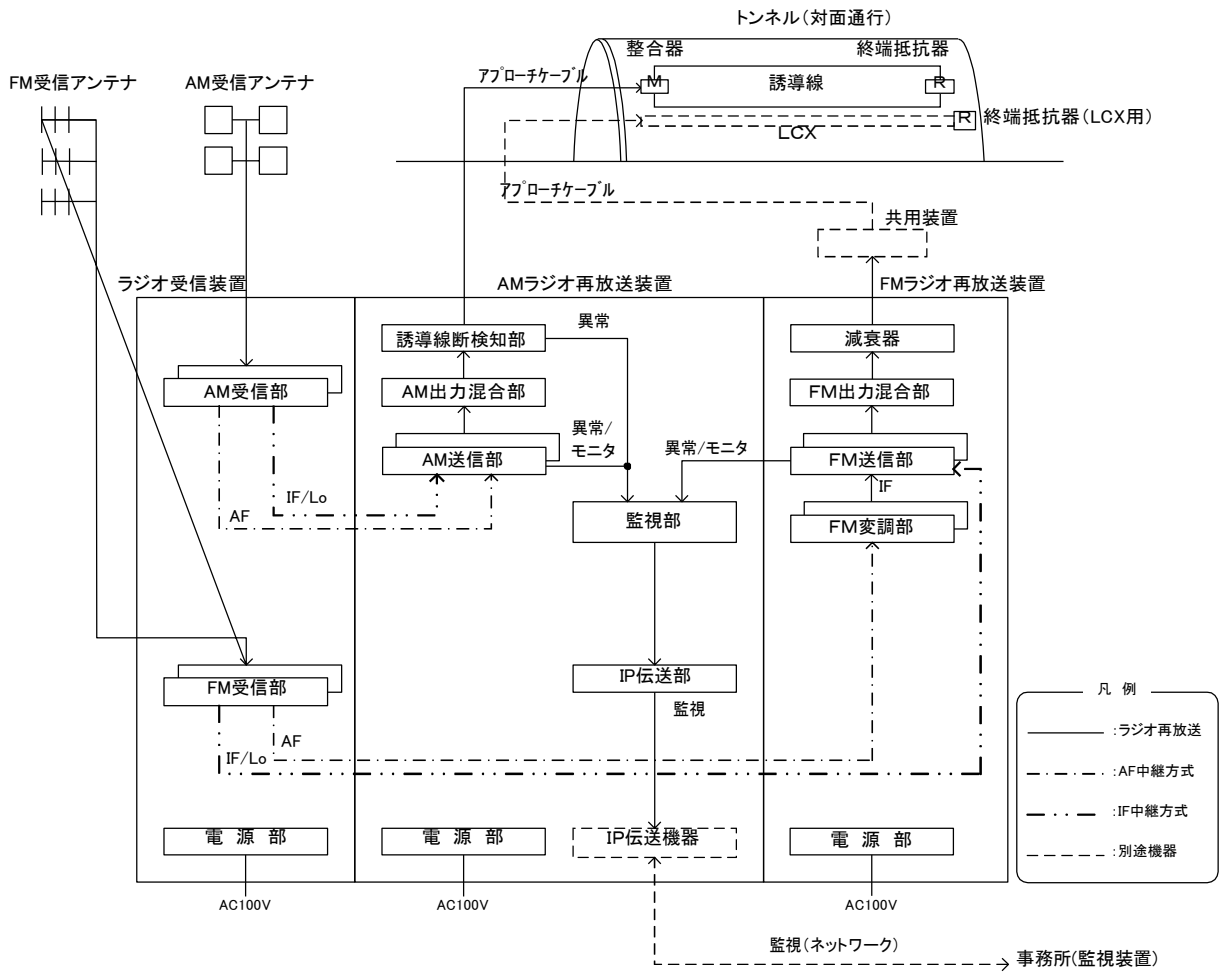 トンネル(対面通行)
整合器
終端抵抗器
FM受信アンテナ
AM受信アンテナ
アプローチケーブル
M
誘導線
R
R
終端抵抗器(LCX用)
LCX
アプローチケーブル
共用装置
ラジオ受信装置
AMラジオ再放送装置
FMラジオ再放送装置
誘導線断検知部
異常
減衰器
AM受信部
AM出力混合部
FM出力混合部
異常/
モニタ
異常/モニタ
AM送信部
FM送信部
IF/Lo
IF
AF
監視部
FM変調部
FM受信部
IP伝送部
監視
凡 例
AF
IF/Lo
:ラジオ再放送
:AF中継方式
:IF中継方式
:別途機器
電 源 部
電 源 部
IP伝送機器
電 源 部
AC100V
AC100V
AC100V
監視(ネットワーク)
事務所(監視装置)